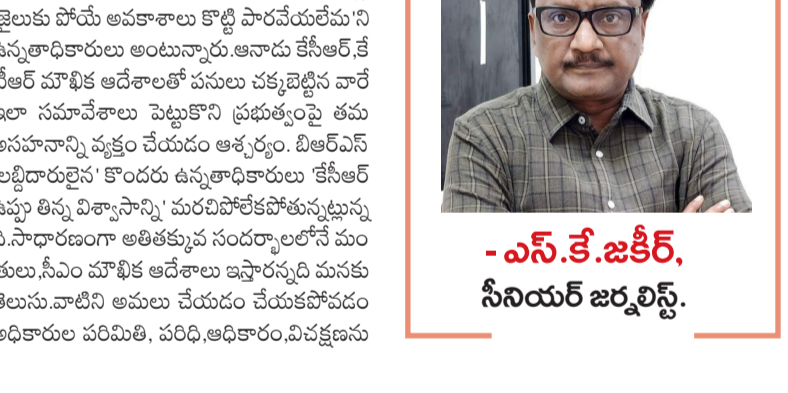 జైలుకు పోయే అవకాశాలు కొట్టి పారవేయలేమ'ని
ఉన్నతాధికారులు అంటున్నారు.ఆనాడు కేసీఆర్,కే
టీఆర్ మౌఖిక ఆదేశాలతో పనులు చక్కబెట్టిన వారే
ఇలా సమావేశాలు పెట్టుకొని ప్రభుత్వంపై తమ
అసహనాన్ని వ్యక్తం చేయడం ఆశ్చర్యం. బిఆర్ఎస్
లబ్దిదారులైన' కొందరు ఉన్నతాధికారులు 'కేసీఆర్
ఉప్పు తిన్న విశ్వాసాన్ని' మరచిపోలేకపోతున్నట్లున్న
ది.సాధారణంగా అతితక్కువ సందర్భాలలోనే మం
త్రులు,సీఎం మౌఖిక ఆదేశాలు ఇస్తారన్నది మనకు
తెలుసు.వాటిని అమలు చేయడం చేయకపోవడం
అధికారుల పరిమితి, పరిధి,ఆధికారం,విచక్షణను
- ఎస్.కే.జకీర్,
సీనియర్ జర్నలిస్ట్.